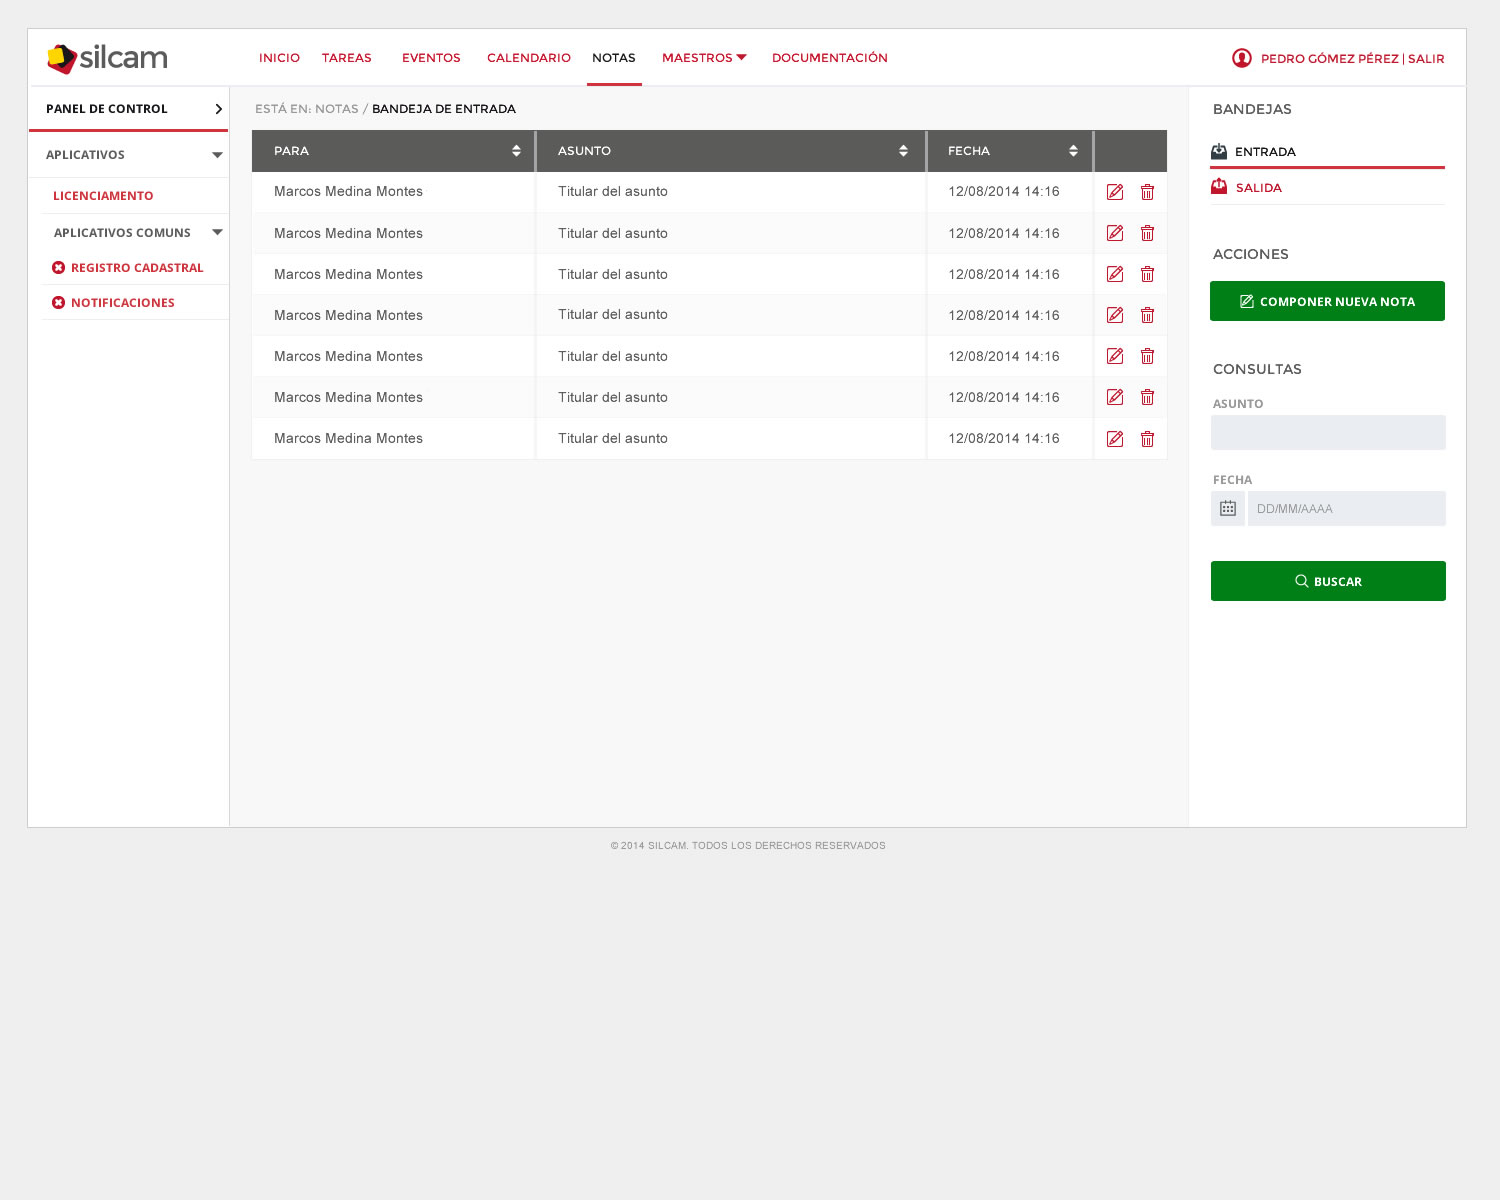 silcam
INICIO TAREAS EVENTOS CALENDARIO NOTAS MAESTROS DOCUMENTACIÓN
PEDRO GÓMEZ PÉREZ | SALIR
PANEL DE CONTROL
APLICATIVOS
LICENCIAMENTO
APLICATIVOS COMUNS
REGISTRO CADASTRAL
NOTIFICACIONES
ESTÁ EN: NOTAS / BANDEJA DE ENTRADA
PARA ASUNTO FECHA
Marcos Medina Montes Titular del asunto 12/08/2014 14:16
Marcos Medina Montes Titular del asunto 12/08/2014 14:16
Marcos Medina Montes Titular del asunto 12/08/2014 14:16
Marcos Medina Montes Titular del asunto 12/08/2014 14:16
Marcos Medina Montes Titular del asunto 12/08/2014 14:16
Marcos Medina Montes Titular del asunto 12/08/2014 14:16
Marcos Medina Montes Titular del asunto 12/08/2014 14:16
BANDEJAS
ENTRADA
SALIDA
ACCIONES
COMPONER NUEVA NOTA
CONSULTAS
ASUNTO
FECHA
DD/MM/AAAA
BUSCAR
© 2014 SILCAM. TODOS LOS DERECHOS RESERVADOS